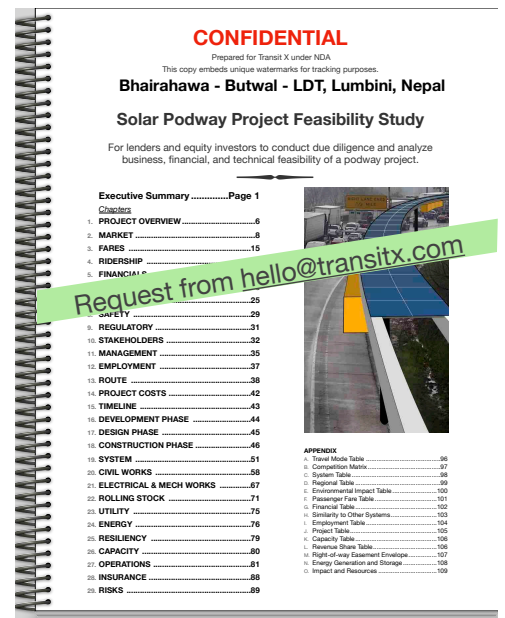 CONFIDENTIAL
Prepared for Transit X under NDA
This copy embeds unique watermarks for tracking purposes.
Bhairahawa - Butwal - LDT, Lumbini, Nepal
Solar Podway Project Feasibility Study
For lenders and equity investors to conduct due diligence and analyze
business, financial, and technical feasibility of a podway project.
Executive Summary..............Page 1
Chapters
1. PROJECT OVERVIEW...................................6
2. MARKET ....................................................8
3. FARES ....................................................15
4. RIDERSHIP
5. FINANCIALS
Request from hello@transitx.com
25
8. SAFETY ..................................................29
9. REGULATORY ..........................................31
10. STAKEHOLDERS ......................................32
11. MANAGEMENT ........................................35
12. EMPLOYMENT .........................................37
13. ROUTE ...................................................38
14. PROJECT COSTS .....................................42
15. TIMELINE ................................................43
16. DEVELOPMENT PHASE ............................44
17. DESIGN PHASE .......................................45
18. CONSTRUCTION PHASE ..........................46
19. SYSTEM ..................................................51
20. CIVIL WORKS ..........................................58
21. ELECTRICAL & MECH WORKS ................67
22. ROLLING STOCK .....................................71
23. UTILITY ...................................................75
24. ENERGY ..................................................76
25. RESILIENCY ............................................79
26. CAPACITY ...............................................80
27. OPERATIONS ...........................................81
28. INSURANCE .............................................88
29. RISKS ......................................................89
APPENDIX
A. Travel Mode Table ....................................96
B. Competition Matrix....................................97
C. System Table ............................................98
D. Regional Table ..........................................99
E. Environmental Impact Table ......................100
F. Passenger Fare Table ...............................101
G. Financial Table .........................................102
H. Similarity to Other Systems.......................103
I. Employment Table ....................................104
J. Project Table.............................................105
K. Capacity Table ..........................................106
L. Revenue Share Table.................................106
M. Right-of-way Easement Envelope..............107
N. Energy Generation and Storage.................108
O. Impact and Resources ..............................109